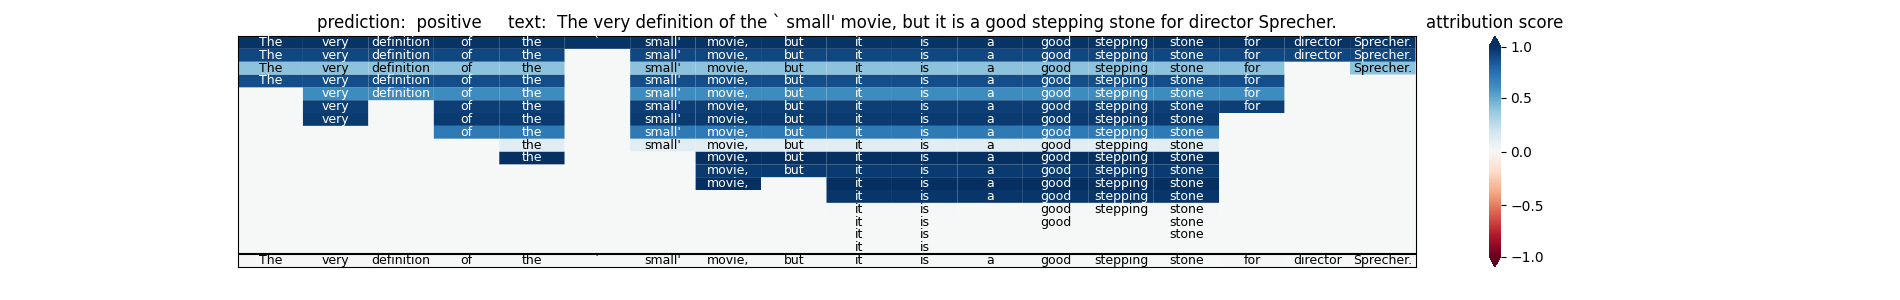 prediction:  positive     text:  The very definition of the ` small' movie, but it is a good stepping stone for director Sprecher.     attribution score
The very definition of the ` small' movie, but it is a good stepping stone for director Sprecher.
The very definition of the small' movie, but it is a good stepping stone for director Sprecher.
The very definition of the small' movie, but it is a good stepping stone for Sprecher.
The very definition of the small' movie, but it is a good stepping stone for
very definition of the small' movie, but it is a good stepping stone for
very of the small' movie, but it is a good stepping stone for
very of the small' movie, but it is a good stepping stone
of the small' movie, but it is a good stepping stone
the small' movie, but it is a good stepping stone
the movie, but it is a good stepping stone
movie, but it is a good stepping stone
movie, it is a good stepping stone
it is a good stepping stone
it is good stepping stone
it is good stone
it is stone
it is
The very definition of the ` small' movie, but it is a good stepping stone for director Sprecher.
1.0
0.5
0.0
−0.5
−1.0